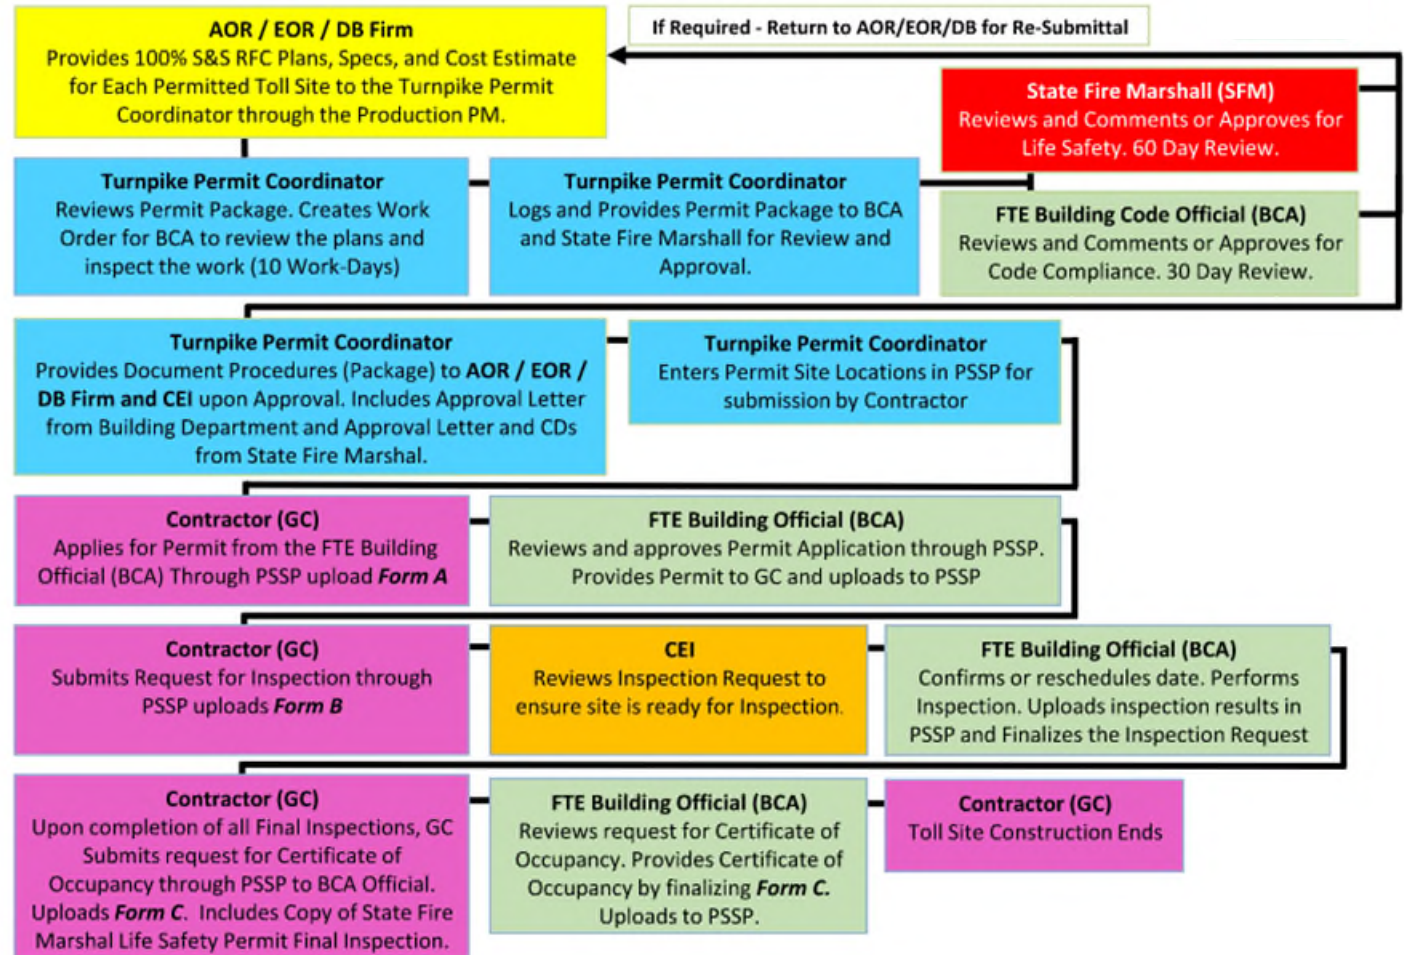 AOR / EOR / DB Firm
Provides 100% S&S RFC Plans, Specs, and Cost Estimate
for Each Permitted Toll Site to the Turnpike Permit
Coordinator through the Production PM.
If Required - Return to AOR/EOR/DB for Re-Submittal
State Fire Marshall (SFM)
Reviews and Comments or Approves for
Life Safety. 60 Day Review.
Turnpike Permit Coordinator
Reviews Permit Package. Creates Work
Order for BCA to review the plans and
inspect the work (10 Work-Days)
Turnpike Permit Coordinator
Logs and Provides Permit Package to BCA
and State Fire Marshall for Review and
Approval.
FTE Building Code Official (BCA)
Reviews and Comments or Approves for
Code Compliance. 30 Day Review.
Turnpike Permit Coordinator
Provides Document Procedures (Package) to AOR / EOR /
DB Firm and CEI upon Approval. Includes Approval Letter
from Building Department and Approval Letter and CDs
from State Fire Marshal.
Turnpike Permit Coordinator
Enters Permit Site Locations in PSSP for
submission by Contractor
Contractor (GC)
Applies for Permit from the FTE Building
Official (BCA) Through PSSP upload Form A
FTE Building Official (BCA)
Reviews and approves Permit Application through PSSP.
Provides Permit to GC and uploads to PSSP
Contractor (GC)
Submits Request for Inspection through
PSSP uploads Form B
CEI
Reviews Inspection Request to
ensure site is ready for Inspection.
FTE Building Official (BCA)
Confirms or reschedules date. Performs
Inspection. Uploads inspection results in
PSSP and Finalizes the Inspection Request
Contractor (GC)
Upon completion of all Final Inspections, GC
Submits request for Certificate of
Occupancy through PSSP to BCA Official.
Uploads Form C. Includes Copy of State Fire
Marshal Life Safety Permit Final Inspection.
FTE Building Official (BCA)
Reviews request for Certificate of
Occupancy. Provides Certificate of
Occupancy by finalizing Form C.
Uploads to PSSP.
Contractor (GC)
Toll Site Construction Ends